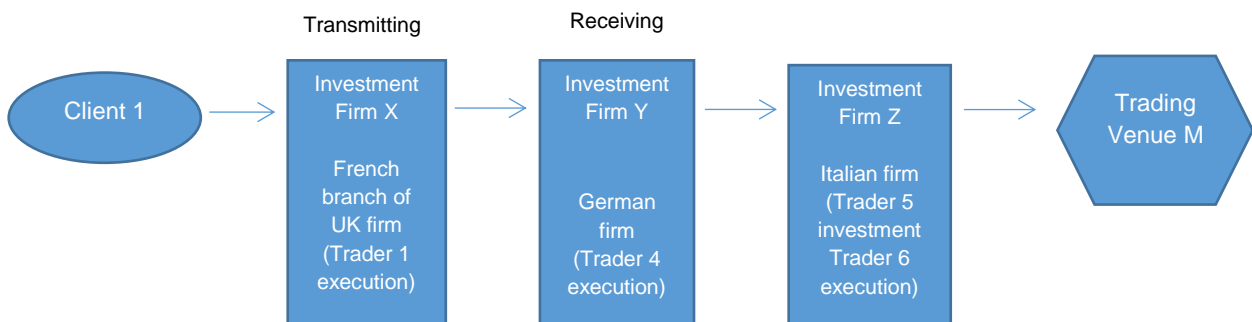 Transmitting
Receiving
Client 1
Investment
Firm X
French
branch of
UK firm
(Trader 1
execution)
Investment
Firm Y
German
firm
(Trader 4
execution)
Investment
Firm Z
Italian firm
(Trader 5
investment
Trader 6
execution)
Trading
Venue M